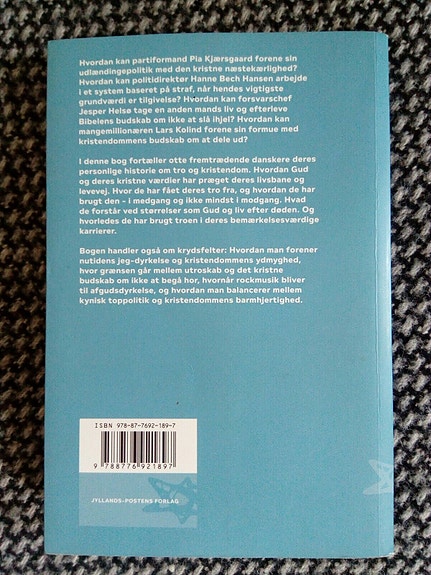 Hvordan kan partiformand Pia Kjærsgaard forene sin
udlændingepolitik med den kristne næstekærlighed?
Hvordan kan politidirektør Hanne Bech Hansen arbejde
i et system baseret på straf, når hendes vigtigste
grundværdi er tilgivelse? Hvordan kan forsvarschef
Jesper Helsø tage en anden mands liv og efterleve
Bibelens budskab om ikke at slå ihjel? Hvordan kan
mangemillionæren Lars Kolind forene sin formue med
kristendommens budskab om at dele ud?
I denne bog fortæller otte fremtrædende danskere deres
personlige historie om tro og kristendom. Hvordan Gud
og deres kristne værdier har præget deres livsbane og
levevej. Hvor de har fået deres tro fra, og hvordan de har
brugt den - i medgang og ikke mindst i modgang. Hvad
de forstår ved størrelser som Gud og liv efter døden. Og
hvorledes de har brugt troen i deres bemærkelsesværdige
karrierer.
Bogen handler også om krydsfelter: Hvordan man forener
nutidens jeg-dyrkelse og kristendommens ydmyghed,
hvor grænsen går mellem utroskab og det kristne
budskab om ikke at begå hor, hvornår rockmusik bliver
til afgudsdyrkelse, og hvordan man balancerer mellem
kynisk toppolitik og kristendommens barmhjertighed.
ISBN 978-87-7692-189-7
9 788776 921897
JYLLANDS-POSTENS FORLAG